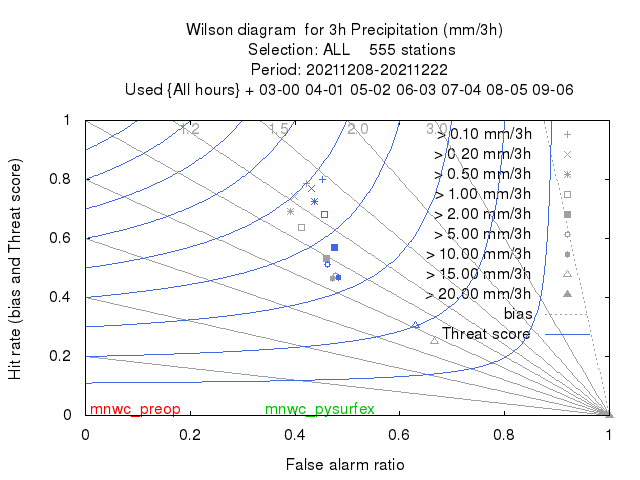 Wilson diagram  for 3h Precipitation (mm/3h)
Selection: ALL    555 stations
Period: 20211208-20211222
Used {All hours} + 03-00 04-01 05-02 06-03 07-04 08-05 09-06
Hit rate (bias and Threat score)
1
0.8
0.6
0.4
0.2
0
1.2
1.5
2.0
3.0
> 0.10 mm/3h
> 0.20 mm/3h
> 0.50 mm/3h
> 1.00 mm/3h
> 2.00 mm/3h
> 5.00 mm/3h
> 10.00 mm/3h
> 15.00 mm/3h
> 20.00 mm/3h
bias
Threat score
mnwc_preop
mnwc_pysurfex
0 0.2 0.4 0.6 0.8 1
False alarm ratio